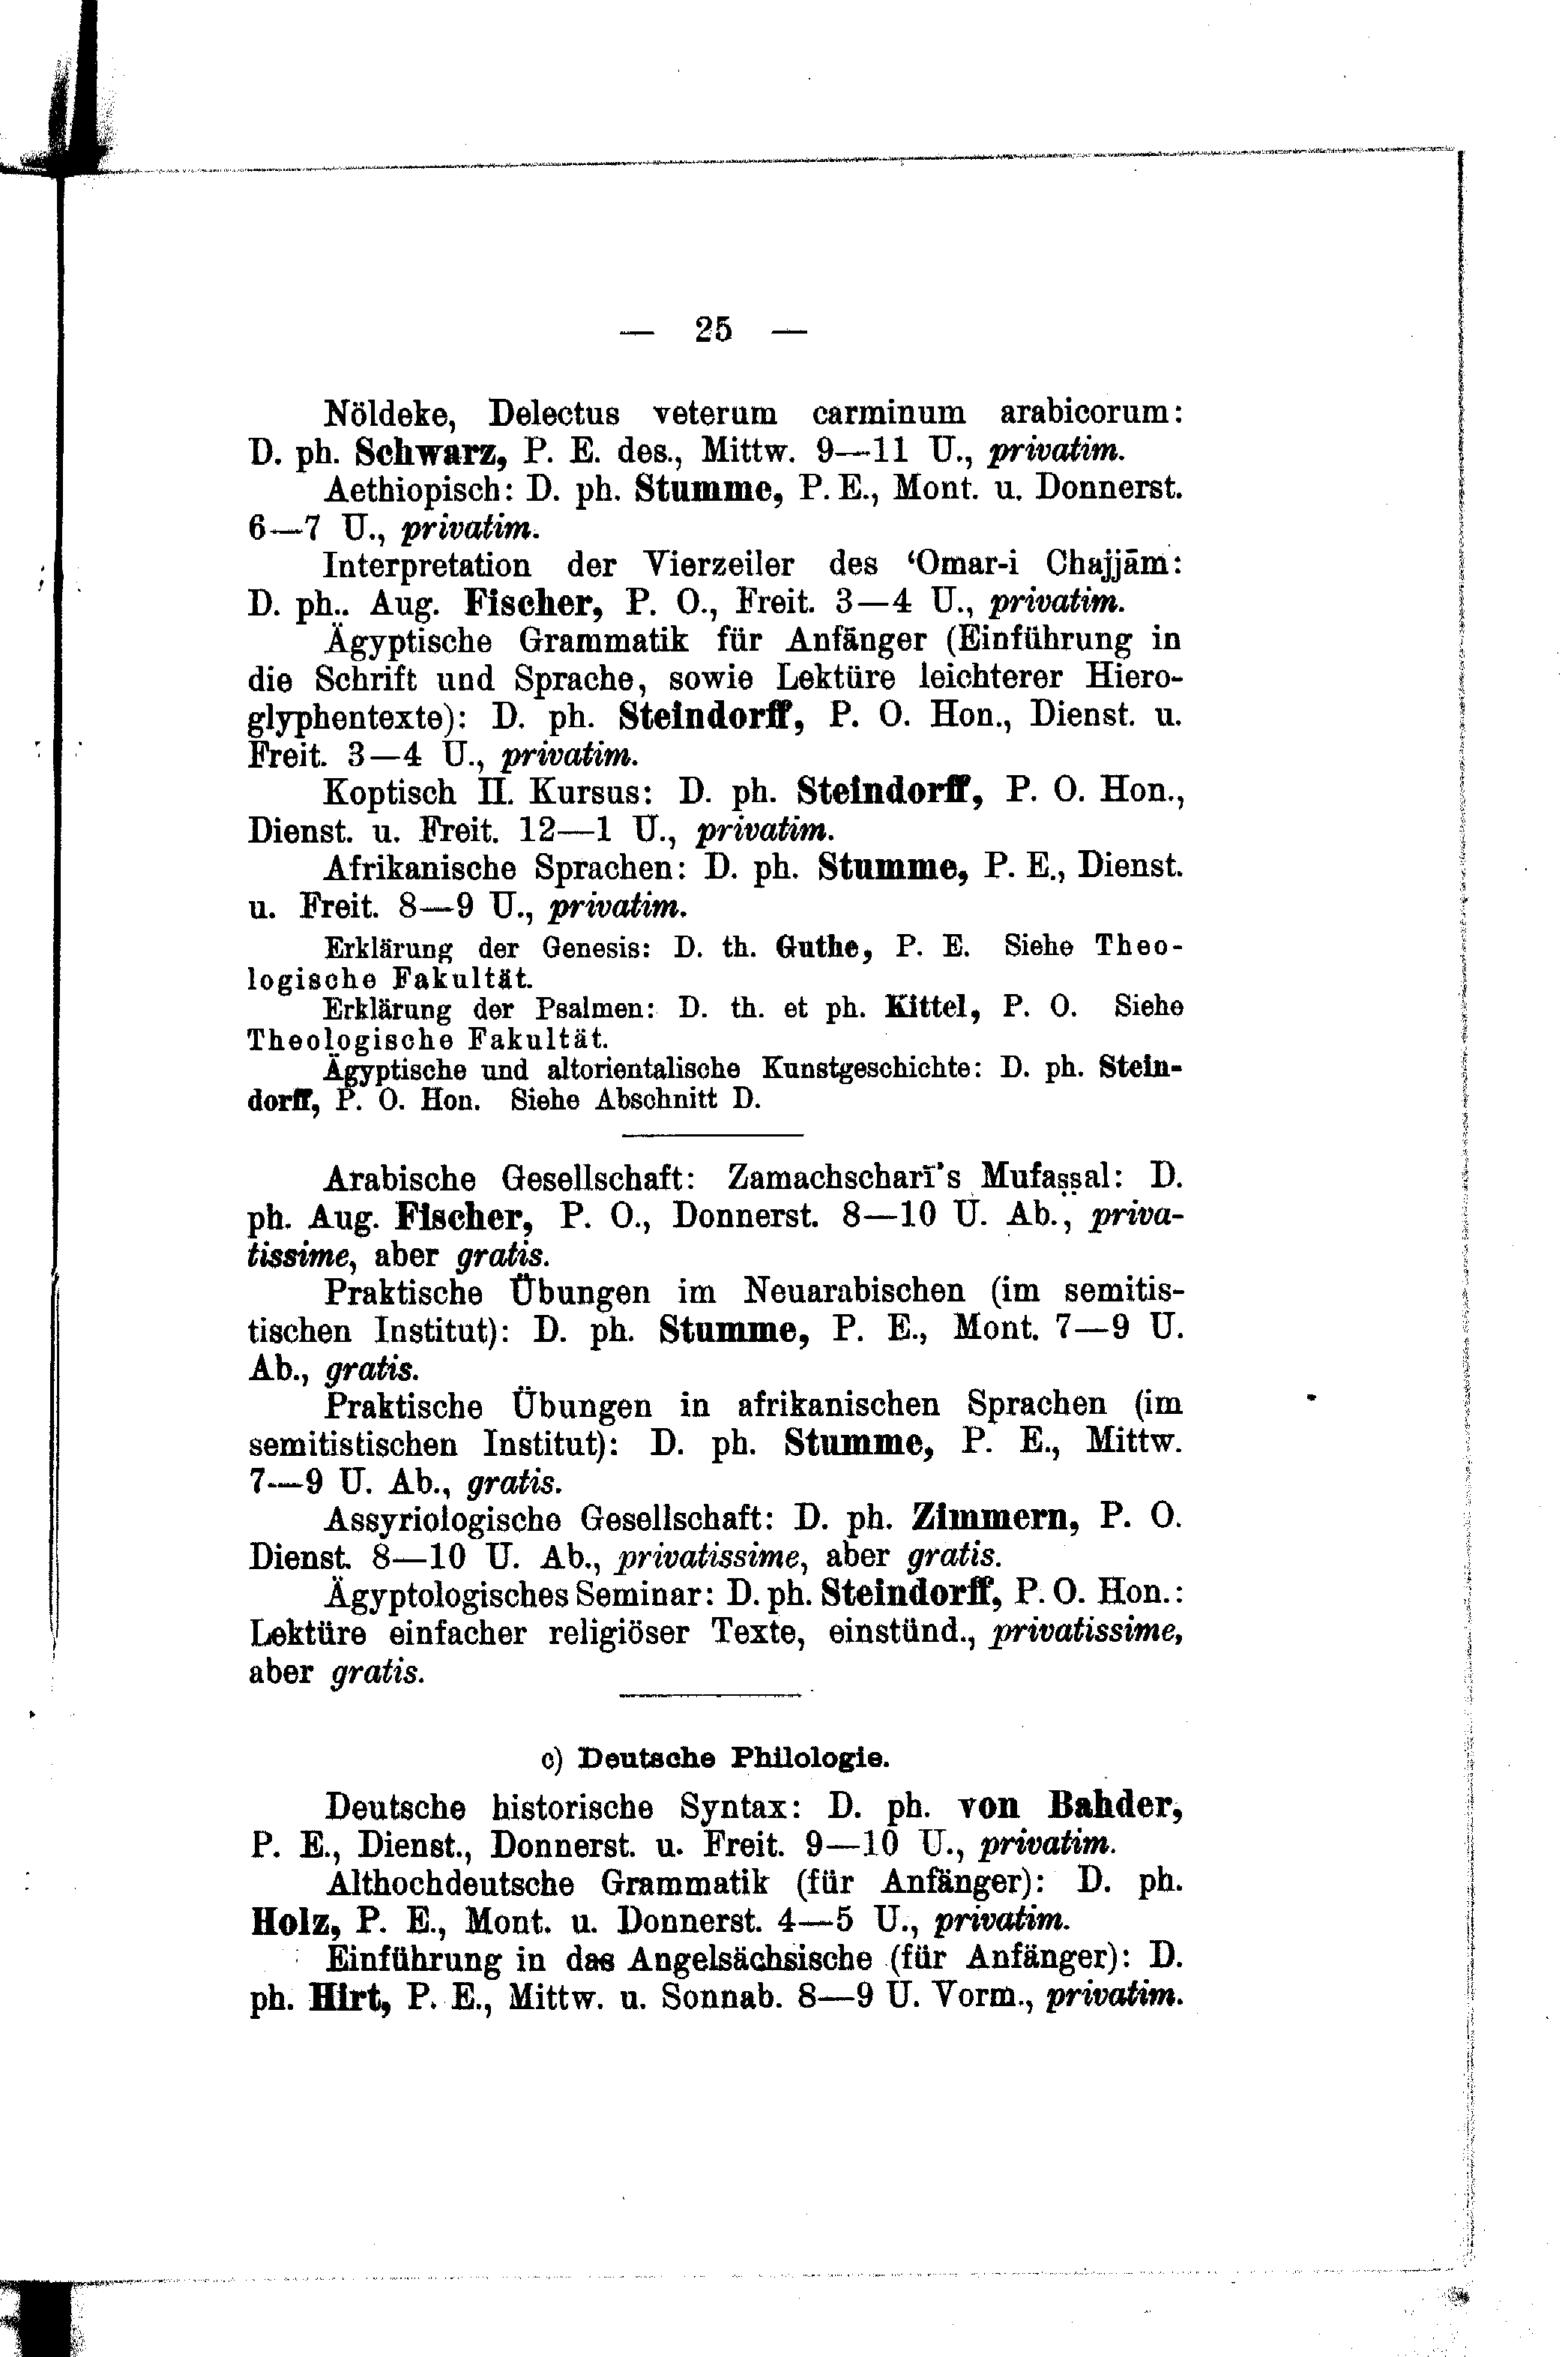 — 25 —
Nöldeke, Delectus veterum carminum arabicorum:
D. ph. Schwarz, P. E. des., Mittw. 9—11 U., privatim.
Aethiopisch: D. ph. Stumme, P. E., Mont. u. Donnerst.
6—7 U., privatim.
Interpretation der Vierzeiler des ‘Omar-i Chajjām:
D. ph.. Aug. Fischer, P. O., Freit. 3—4 U., privatim.
Ägyptische Grammatik für Anfänger (Einführung in
die Schrift und Sprache, sowie Lektüre leichterer Hiero-
glyphentexte): D. ph. Steindorff, P. O. Hon., Dienst. u.
Freit. 3—4 U., privatim.
Koptisch II. Kursus: D. ph. Steindorff, P. O. Hon.,
Dienst. u. Freit. 12—1 U., privatim.
Afrikanische Sprachen: D. ph. Stumme, P. E., Dienst.
u. Freit. 8—9 U., privatim.
Erklärung der Genesis: D. th. Guthe, P. E. Siehe Theo-
logische Fakultät.
Erklärung der Psalmen: D. th. et ph. Kittel, P. O. Siehe
Theologische Fakultät.
Ägyptische und altorientalische Kunstgeschichte: D. ph. Stein-
dorff, P. O. Hon. Siehe Abschnitt D.
Arabische Gesellschaft: Zamachscharī's Mufaṣṣal: D.
ph. Aug. Fischer, P. O., Donnerst. 8—10 U. Ab., priva-
tissime, aber gratis.
Praktische Übungen im Neuarabischen (im semitis-
tischen Institut): D. ph. Stumme, P. E., Mont. 7—9 U.
Ab., gratis.
Praktische Übungen in afrikanischen Sprachen (im
semitistischen Institut): D. ph. Stumme, P. E., Mittw.
7—9 U. Ab., gratis.
Assyriologische Gesellschaft: D. ph. Zimmern, P. O.
Dienst. 8—10 U. Ab., privatissime, aber gratis.
Ägyptologisches Seminar: D. ph. Steindorff, P. O. Hon.:
Lektüre einfacher religiöser Texte, einstünd., privatissime,
aber gratis.
c) Deutsche Philologie.
Deutsche historische Syntax: D. ph. von Bahder,
P. E., Dienst., Donnerst. u. Freit. 9—10 U., privatim.
Althochdeutsche Grammatik (für Anfänger): D. ph.
Holz, P. E., Mont. u. Donnerst. 4—5 U., privatim.
Einführung in das Angelsächsische (für Anfänger): D.
ph. Hirt, P. E., Mittw. u. Sonnab. 8—9 U. Vorm., privatim.